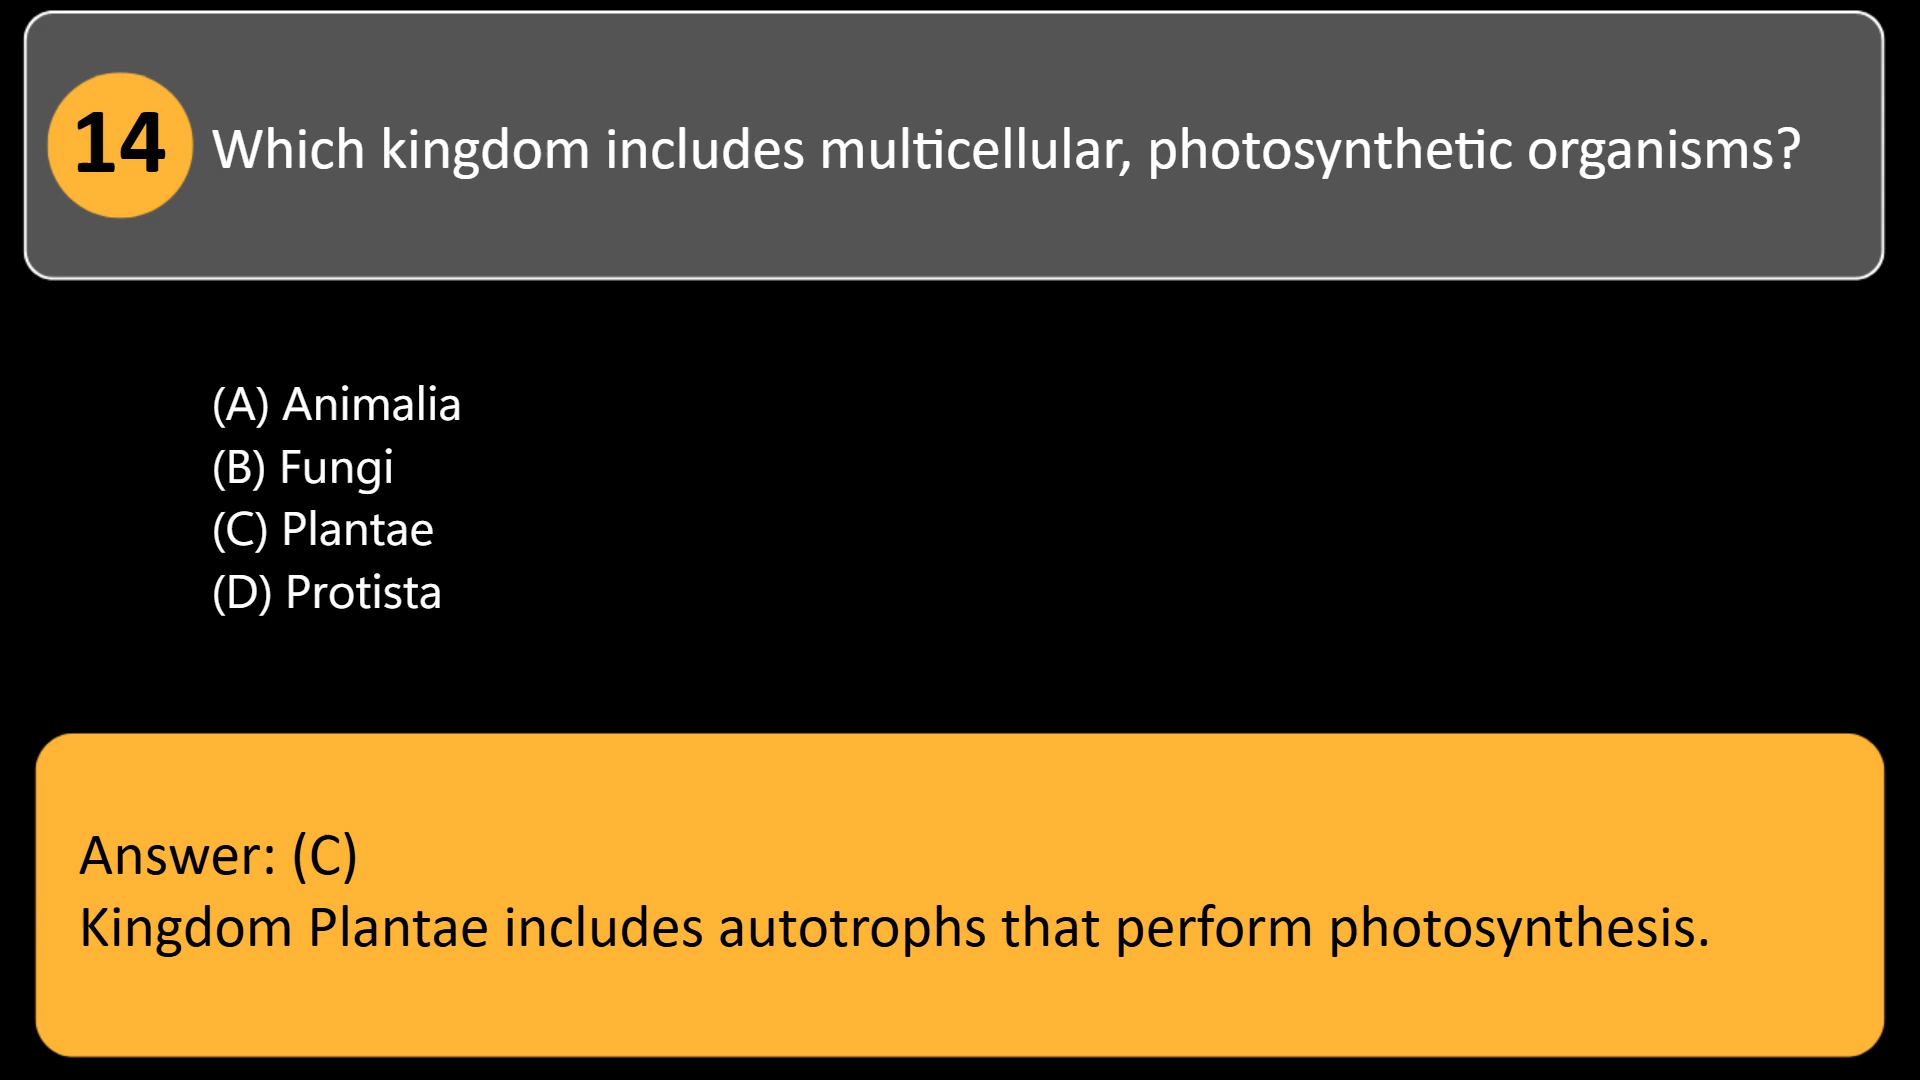 14 Which kingdom includes multicellular, photosynthetic organisms?
(A) Animalia
(B) Fungi
(C) Plantae
(D) Protista
Answer: (C)
Kingdom Plantae includes autotrophs that perform photosynthesis.